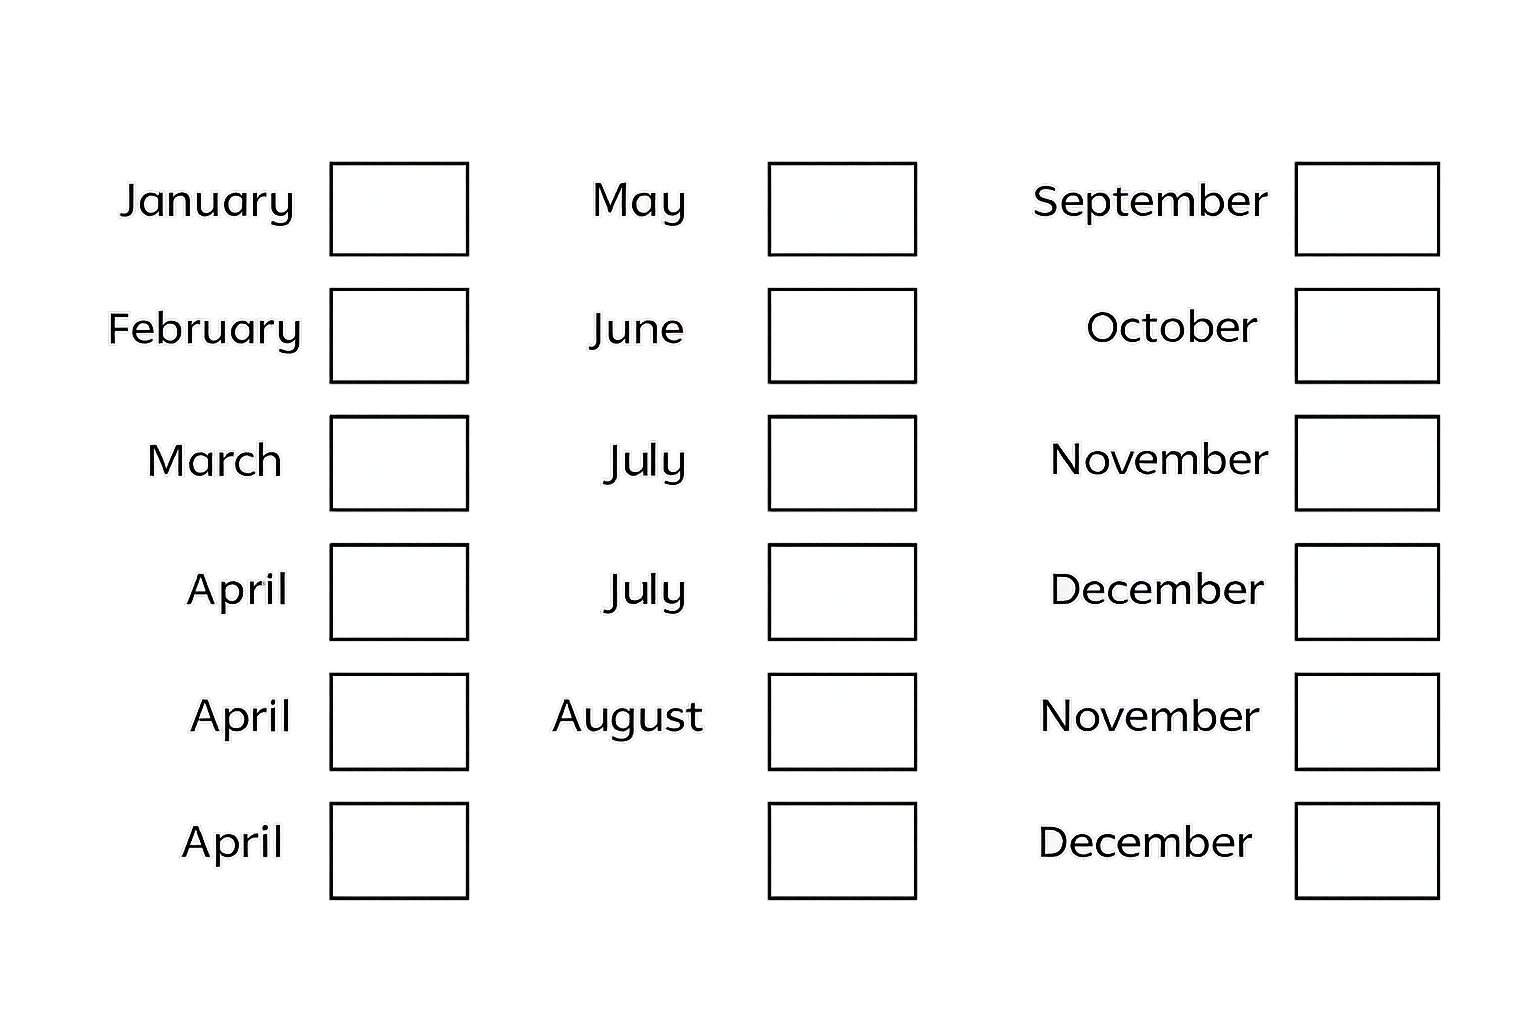 January
February
March
April
April
April
May
June
July
July
August
September
October
November
December
November
December